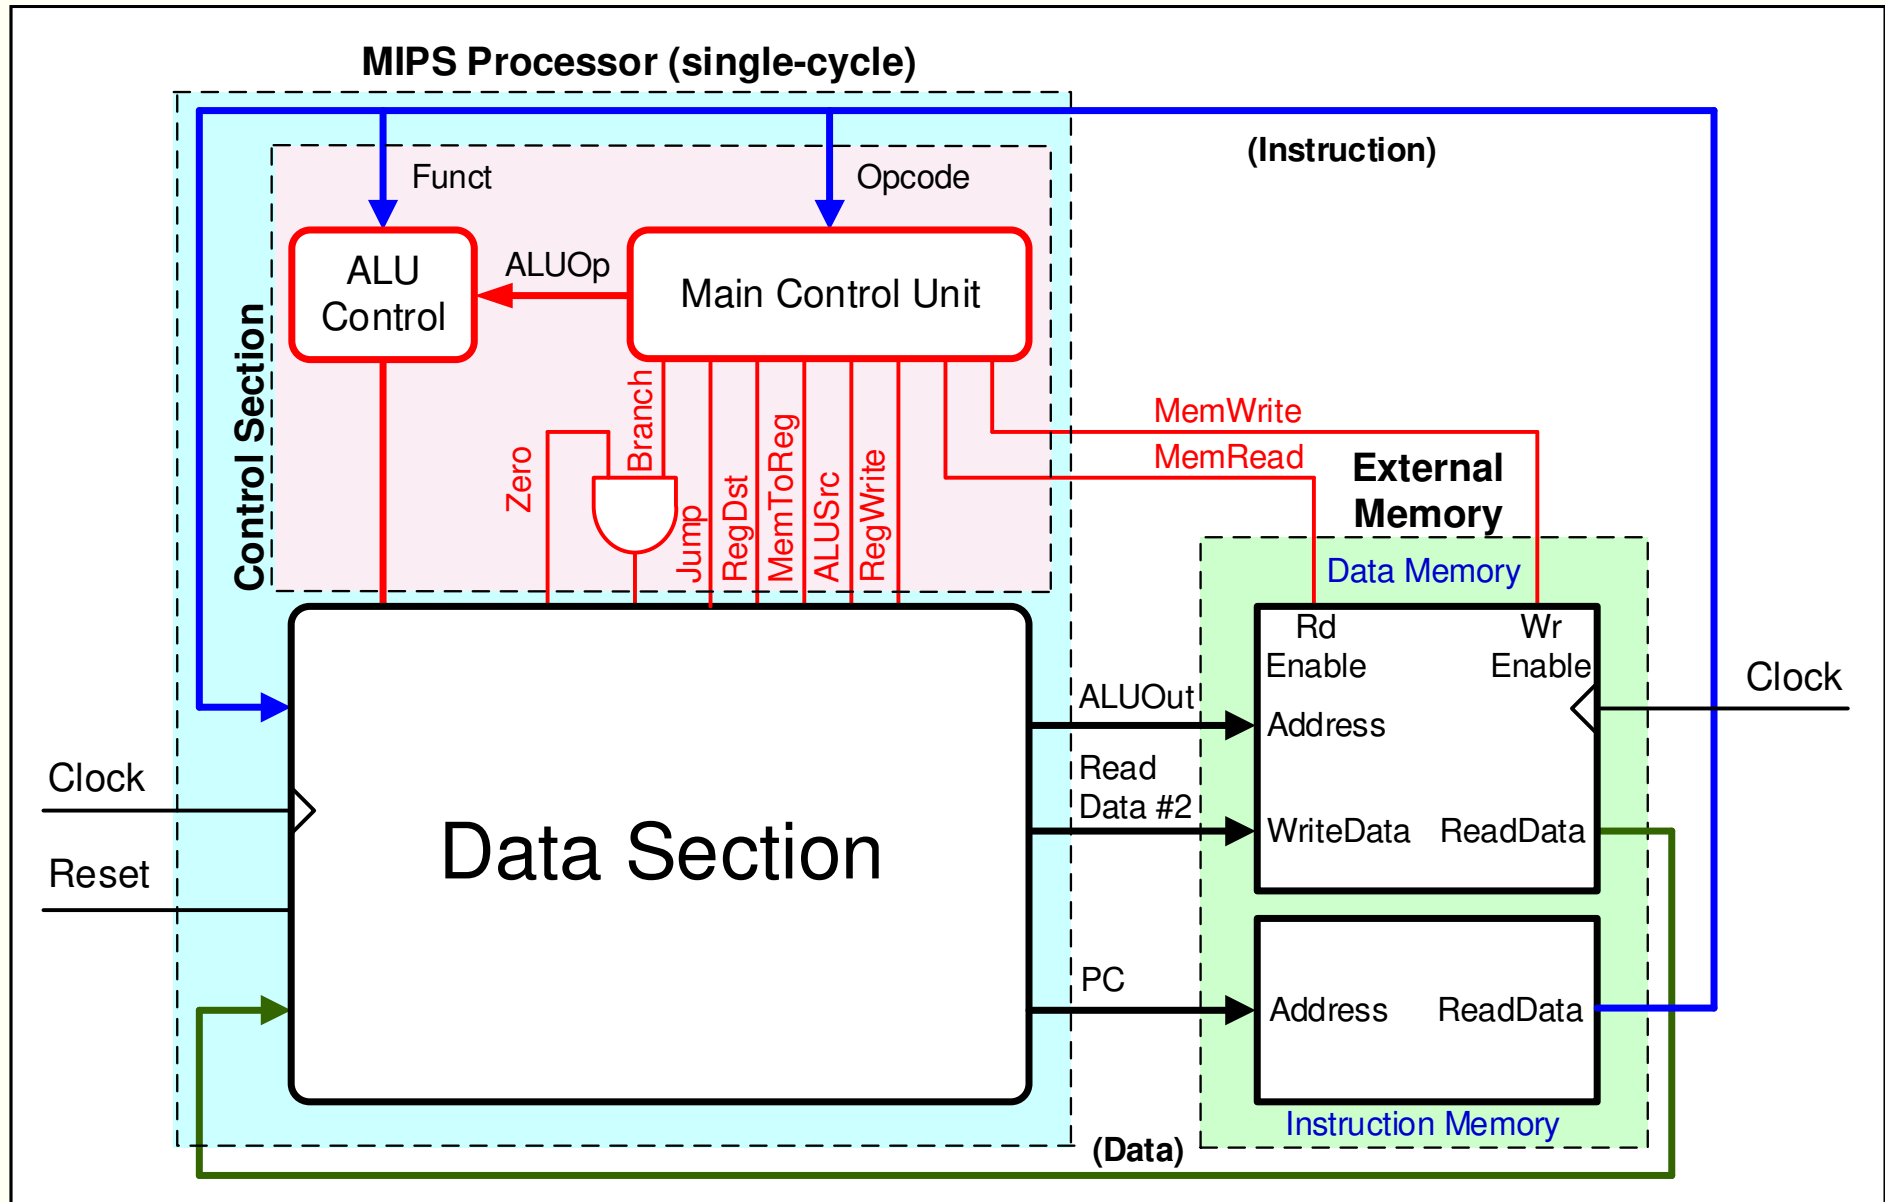 MIPS Processor (single-cycle)
(Instruction)
Funct
Opcode
ALU
Control
ALUOp
Main Control Unit
Control Section
Zero
Branch
Jump
RegDst
MemToReg
ALUSrc
RegWrite
MemWrite
MemRead
External
Memory
Data Memory
Rd
Enable
Wr
Enable
Clock
ALUOut
Address
Read
Data #2
WriteData
ReadData
Clock
Reset
Data Section
PC
Address
ReadData
Instruction Memory
(Data)